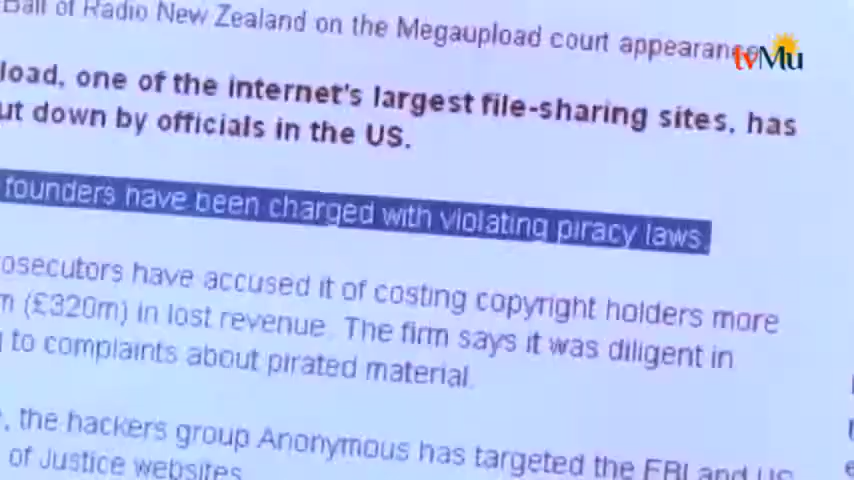 Ball of Radio New Zealand on the Megaupload court appearance
tvMu
load, one of the internet's largest file-sharing sites, has
ut down by officials in the US.
founders have been charged with violating piracy laws.
osecutors have accused it of costing copyright holders more
m (£320m) in lost revenue. The firm says it was diligent in
to complaints about pirated material.
, the hackers group Anonymous has targeted the FBI and US
of Justice websites